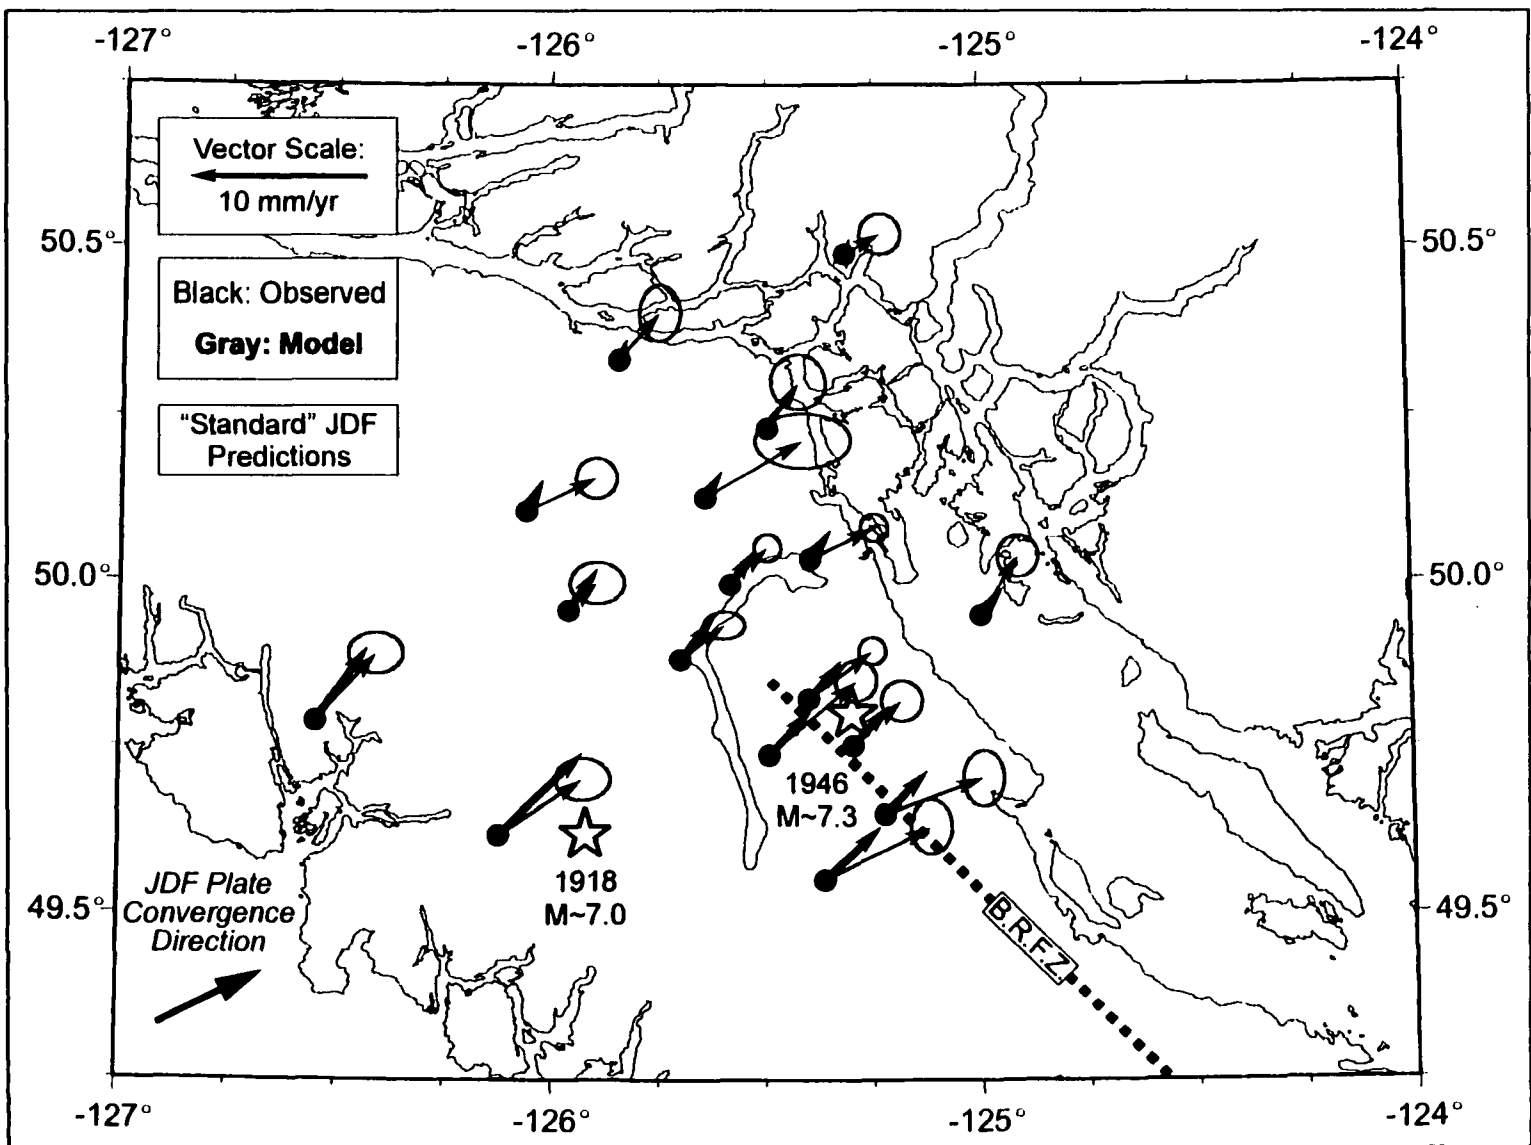 -127° -126° -125° -124°
Vector Scale:
10 mm/yr
50.5° 50.5°
Black: Observed
Gray: Model
"Standard" JDF
Predictions
50.0° 50.0°
1946
M~7.3
1918
M~7.0
JDF Plate
Convergence
Direction
49.5° 49.5°
B.R.F.Z.
-127° -126° -125° -124°